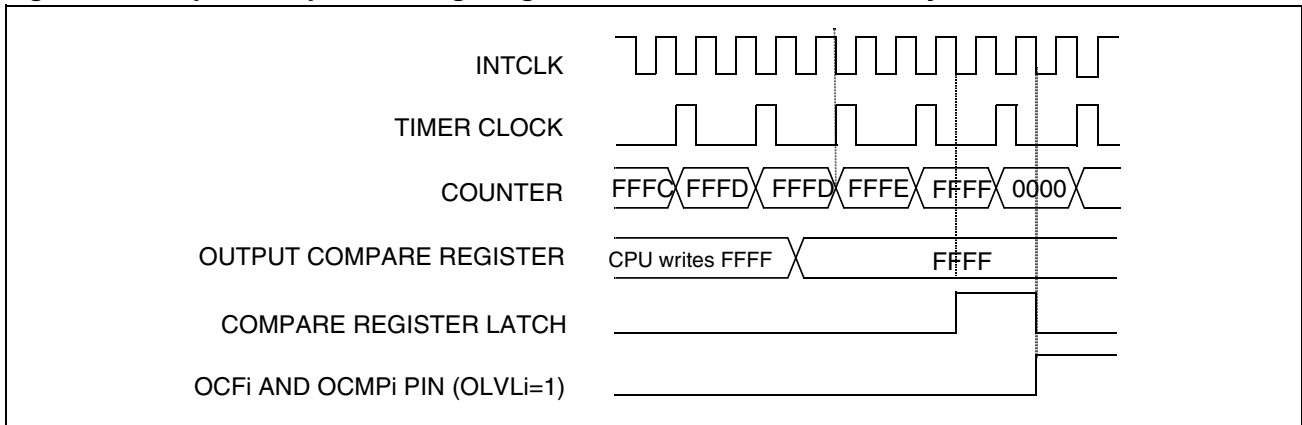 INTCLK
TIMER CLOCK
COUNTER FFFC FFFD FFFD FFFE FFFF 0000
OUTPUT COMPARE REGISTER CPU writes FFFF FFFF
COMPARE REGISTER LATCH
OCFi AND OCMPi PIN (OLVLi=1)